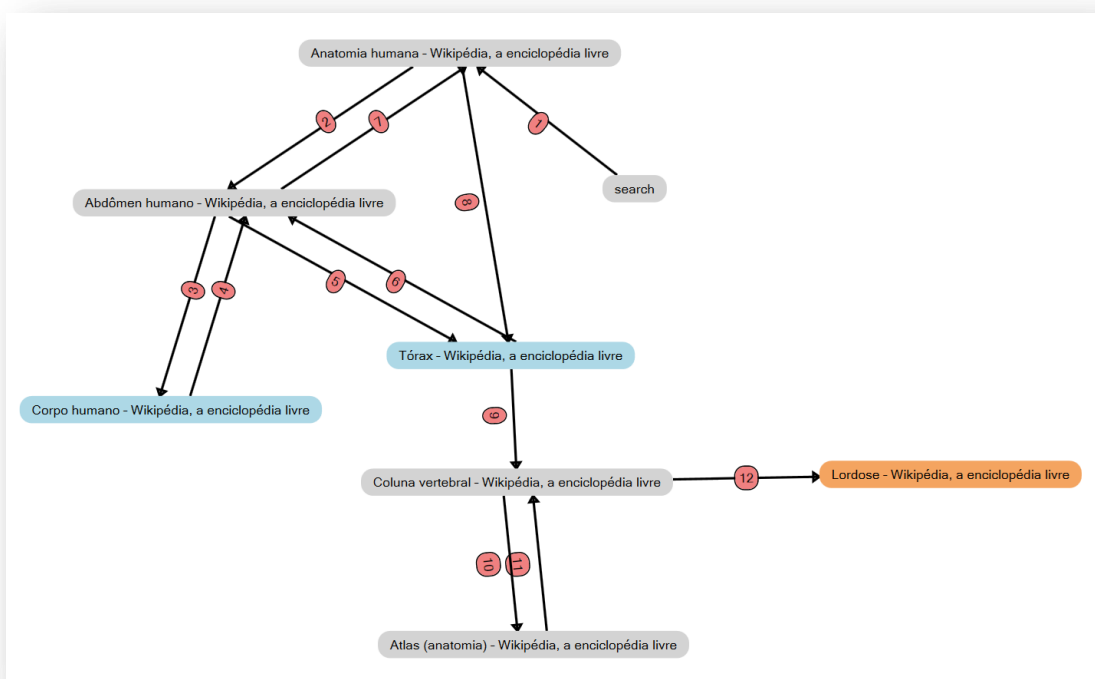 Anatomia humana - Wikipédia, a enciclopédia livre
2
7
1
search
Abdômen humano - Wikipédia, a enciclopédia livre
8
3
4
5
6
Tórax - Wikipédia, a enciclopédia livre
Corpo humano - Wikipédia, a enciclopédia livre
9
Coluna vertebral - Wikipédia, a enciclopédia livre
12
Lordose - Wikipédia, a enciclopédia livre
10
11
Atlas (anatomia) - Wikipédia, a enciclopédia livre